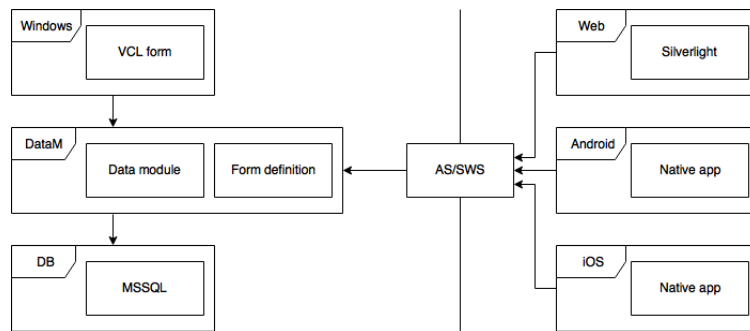 Windows
VCL form
Web
Silverlight
DataM
Data module
Form definition
AS/SWS
Android
Native app
DB
MSSQL
iOS
Native app